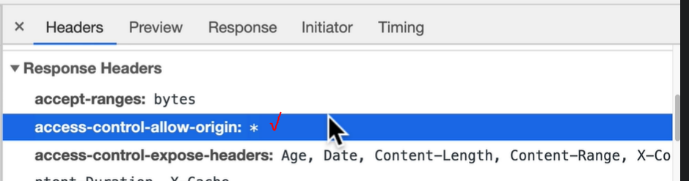 × Headers Preview Response Initiator Timing
▼ Response Headers
accept-ranges: bytes
access-control-allow-origin: * √
access-control-expose-headers: Age, Date, Content-Length, Content-Range, X-Co
ntent-Duration, X-Cache